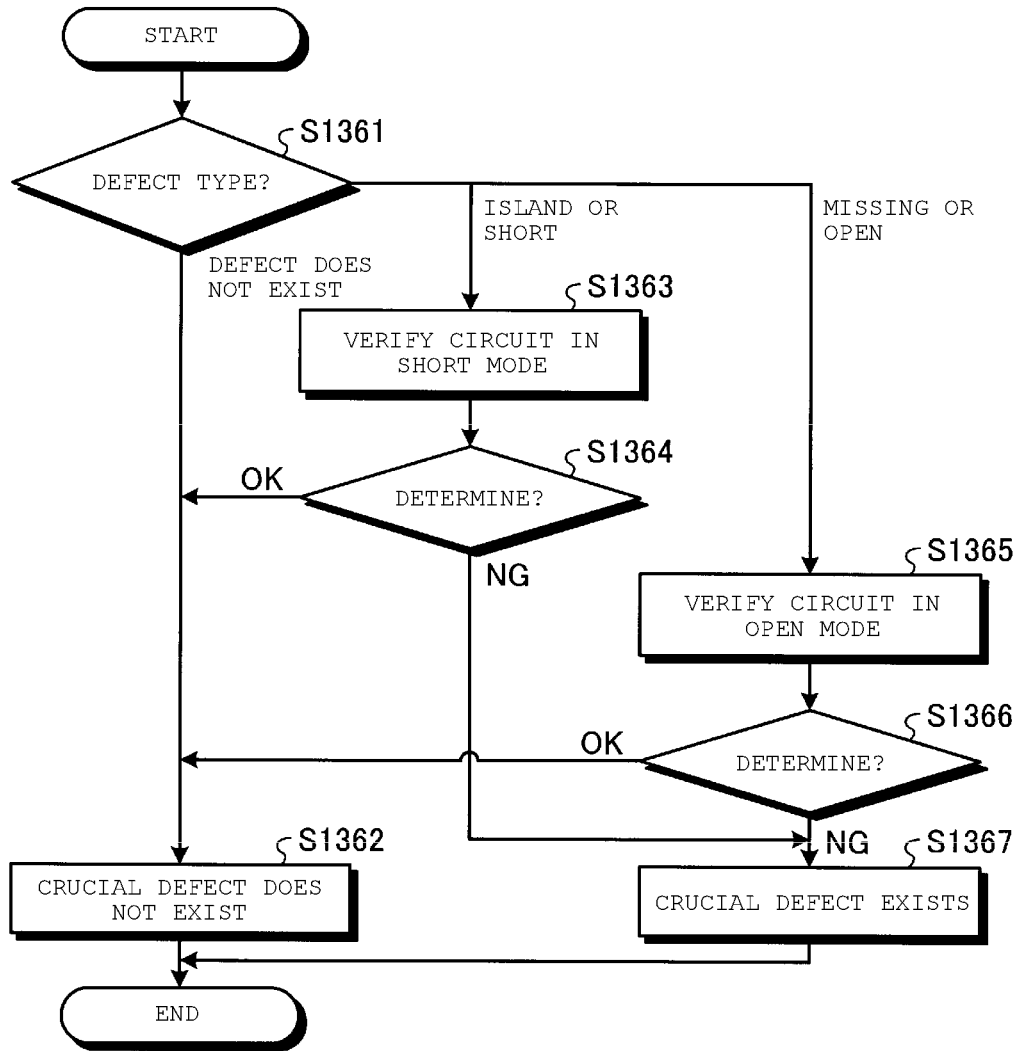 START
S1361
DEFECT TYPE?
ISLAND OR
SHORT
MISSING OR
OPEN
DEFECT DOES
NOT EXIST
S1363
VERIFY CIRCUIT IN
SHORT MODE
S1364
OK
DETERMINE?
NG
S1365
VERIFY CIRCUIT IN
OPEN MODE
S1366
OK
DETERMINE?
NG
S1362
CRUCIAL DEFECT DOES
NOT EXIST
S1367
CRUCIAL DEFECT EXISTS
END